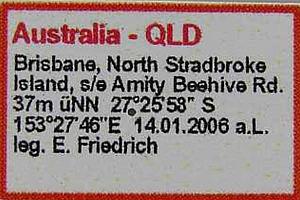 Australia - QLD
Brisbane, North Stradbroke
Island, s/e Amity Beehive Rd.
37m üNN 27°25'58" S
153°27'46"E 14.01.2006 a.L.
leg. E. Friedrich